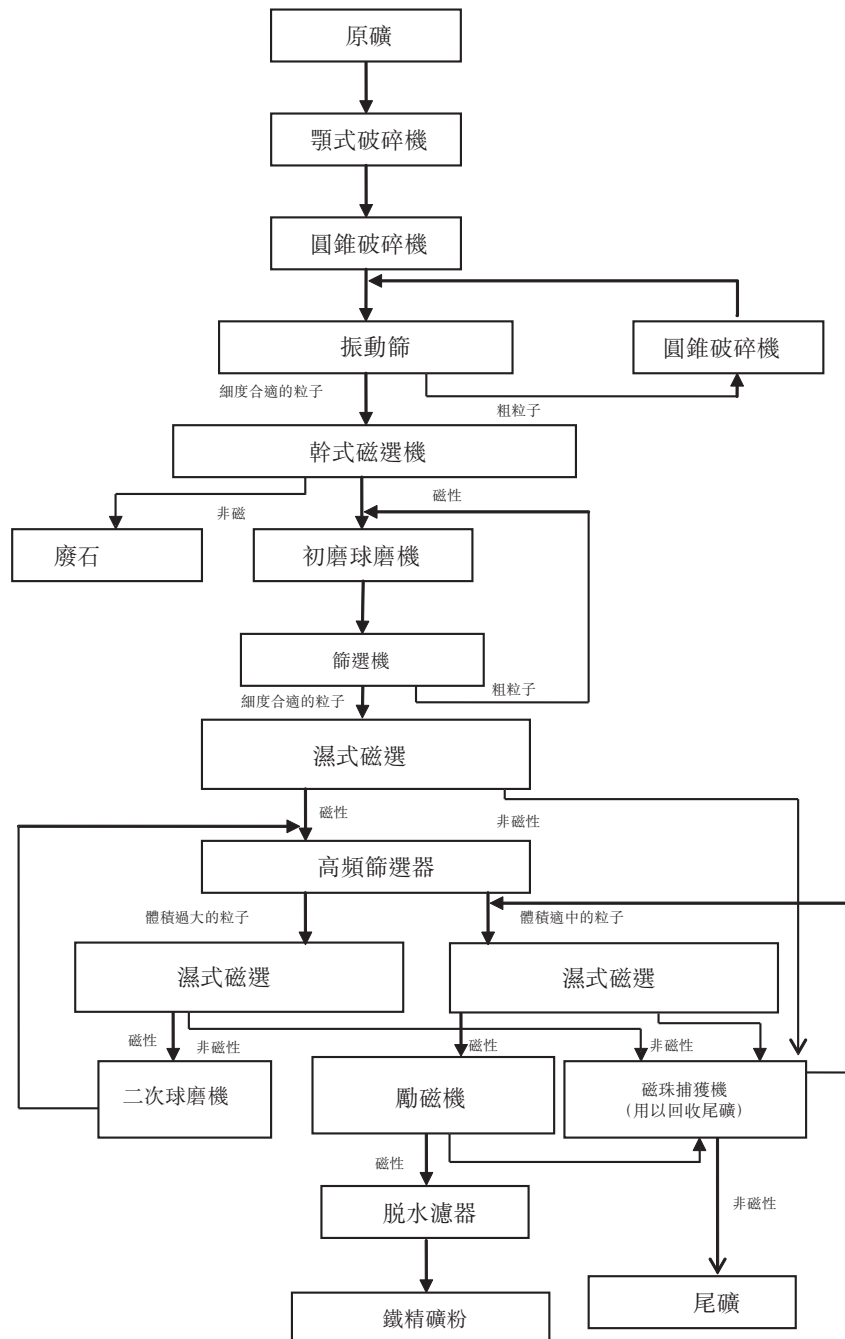 原礦
顎式破碎機
圓錐破碎機
振動篩
圓錐破碎機
細度合適的粒子
粗粒子
幹式磁選機
磁性
非磁
廢石
初磨球磨機
篩選機
細度合適的粒子
粗粒子
濕式磁選
磁性
非磁性
高頻篩選器
體積過大的粒子
體積適中的粒子
濕式磁選
濕式磁選
磁性
非磁性
磁性
非磁性
二次球磨機
勵磁機
磁珠捕獲機
(用以回收尾礦)
磁性
脱水濾器
非磁性
鐵精礦粉
尾礦